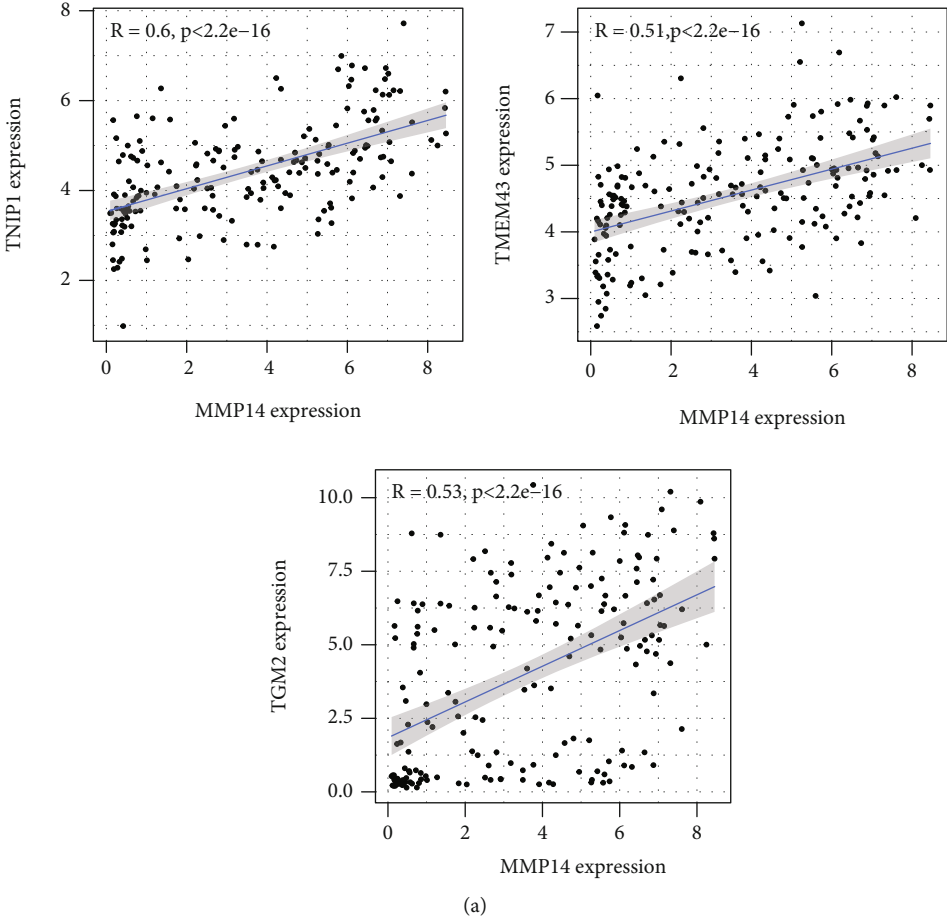 R = 0.6, p<2.2e−16
TNIP1 expression
8
6
4
2
0 2 4 6 8
MMP14 expression
R = 0.51,p<2.2e−16
TMEM43 expression
7
6
5
4
3
0 2 4 6 8
MMP14 expression
R = 0.53, p<2.2e−16
TGM2 expression
10.0
7.5
5.0
2.5
0.0
0 2 4 6 8
MMP14 expression
(a)